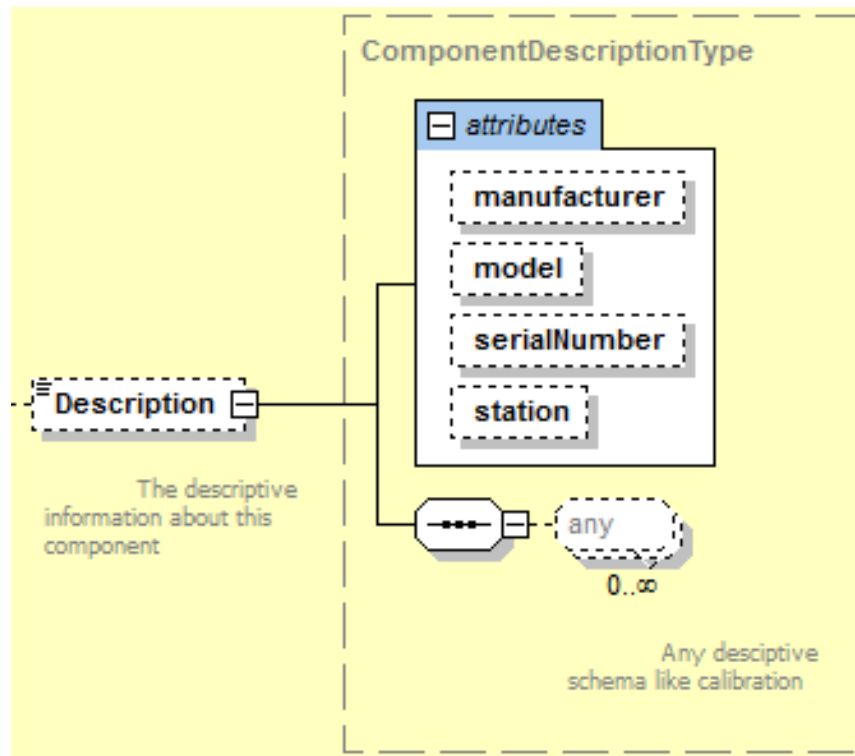 ComponentDescriptionType
attributes
manufacturer
model
serialNumber
station
Description
The descriptive
information about this
component
any
0..∞
Any desciptive
schema like calibration